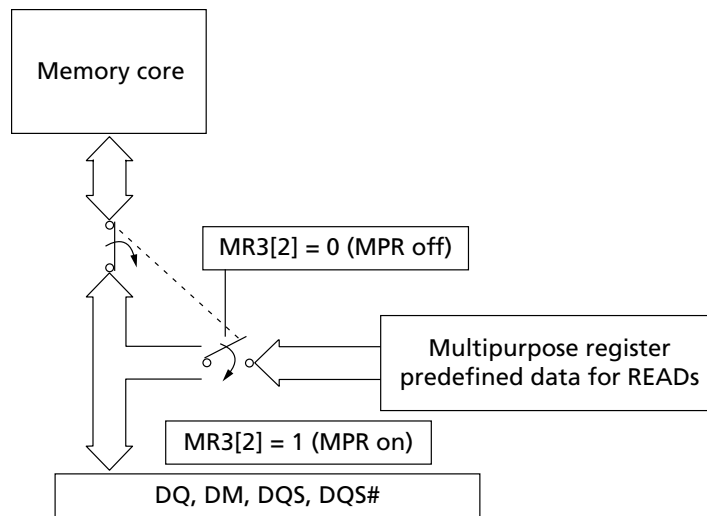 Memory core
MR3[2] = 0 (MPR off)
Multipurpose register
predefined data for READs
MR3[2] = 1 (MPR on)
DQ, DM, DQS, DQS#